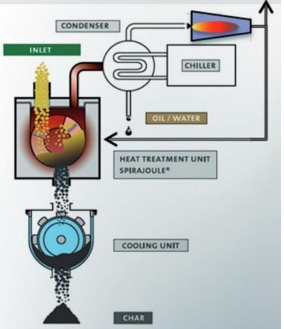 CONDENSER
INLET
CHILLER
OIL / WATER
HEAT TREATMENT UNIT
SPIRAJOULE®
COOLING UNIT
CHAR